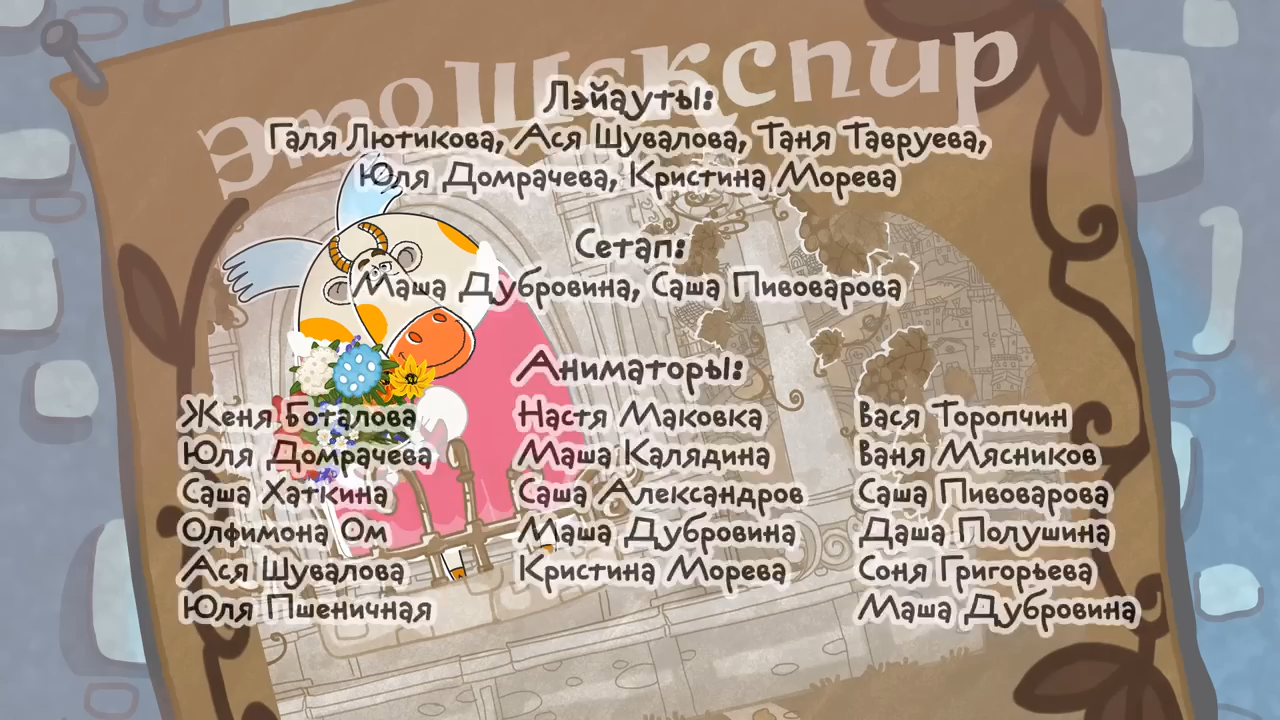 Это Шекспир
Лэйауты:
Галя Лютикова, Ася Шувалова, Таня Тавруева,
Юля Домрачева, Кристина Морева
Сетап:
Маша Дубровина, Саша Пивоварова
Аниматоры:
Женя Боталова Настя Маковка Вася Торопчин
Юля Домрачева Маша Калядина Ваня Мясников
Саша Хаткина Саша Александров Саша Пивоварова
Олфимона Ом Маша Дубровина Даша Полушина
Ася Шувалова Кристина Морева Соня Григорьева
Юля Пшеничная Маша Дубровина